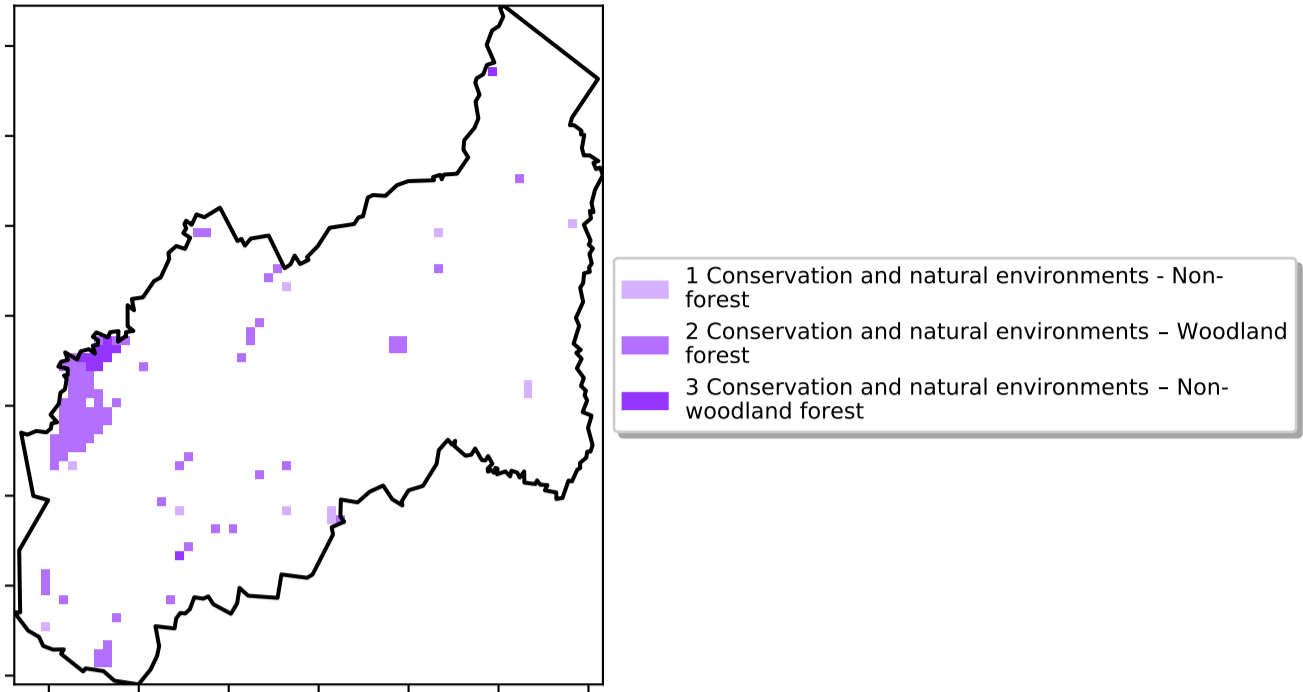 1 Conservation and natural environments - Non-
forest
2 Conservation and natural environments – Woodland
forest
3 Conservation and natural environments – Non-
woodland forest